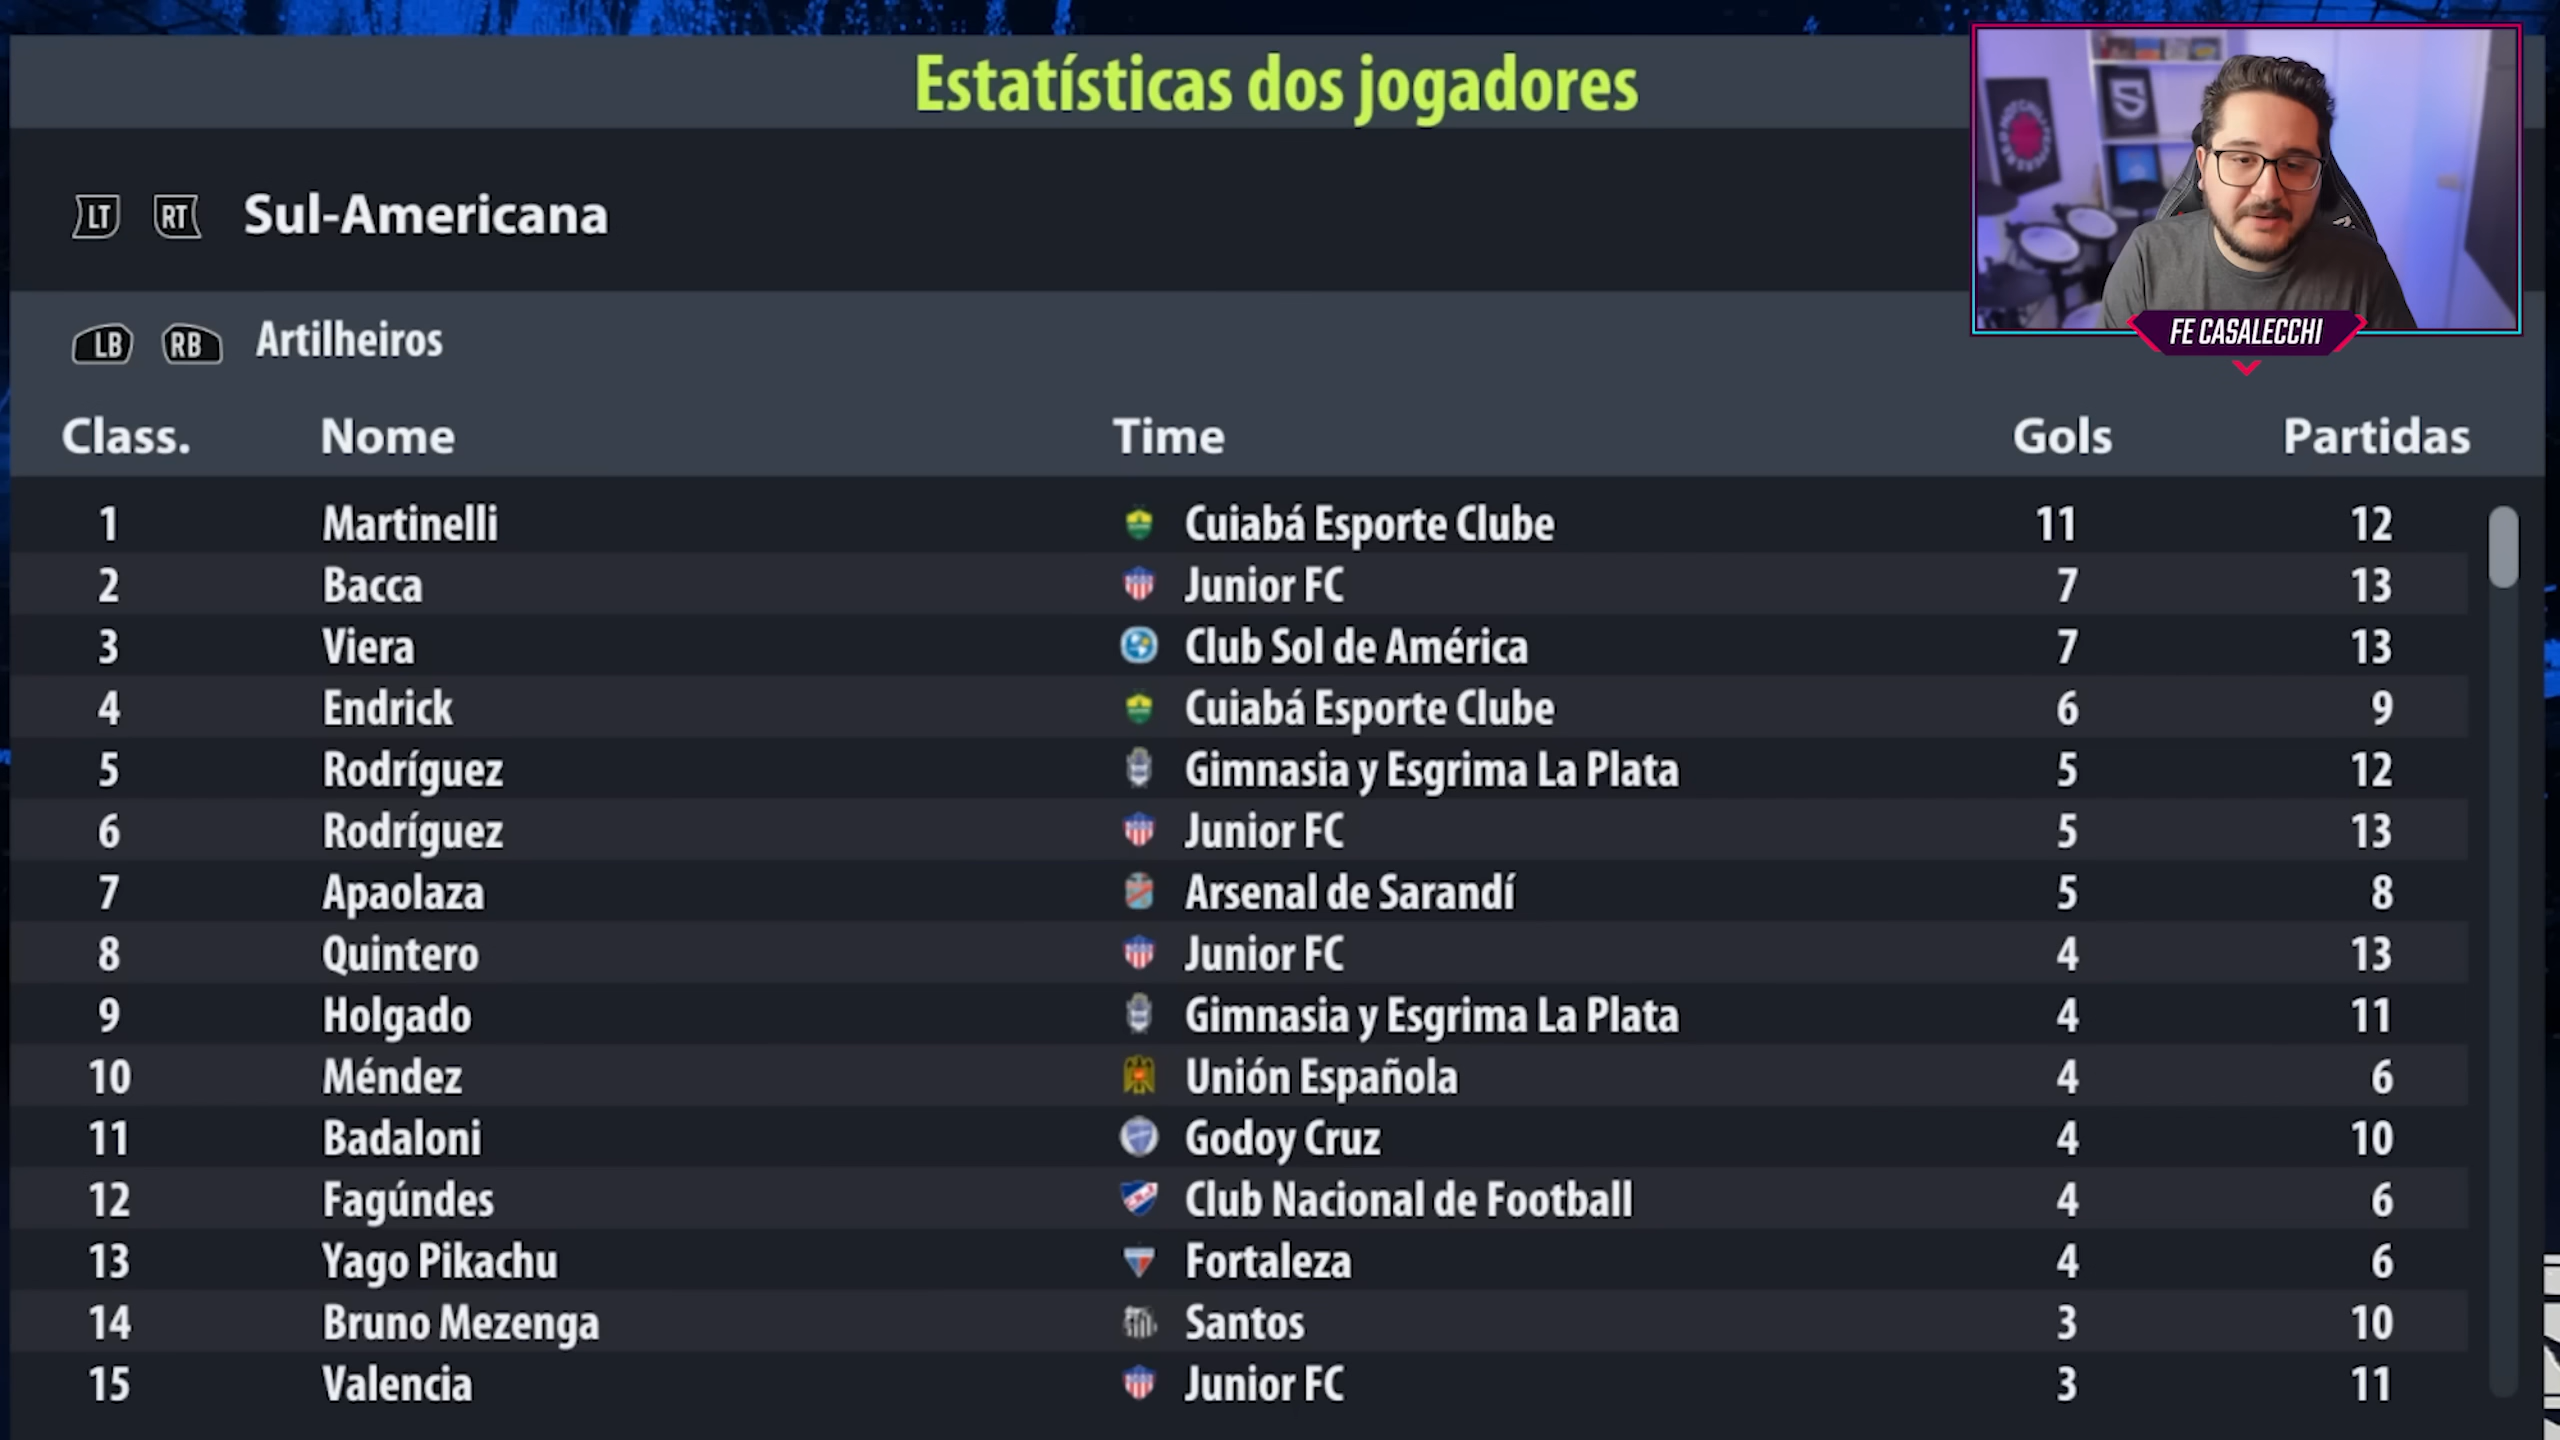 Estatísticas dos jogadores
LT RT Sul-Americana
LB RB Artilheiros
FE CASALECCHI
Class. Nome Time Gols Partidas
1 Martinelli Cuiabá Esporte Clube 11 12
2 Bacca Junior FC 7 13
3 Viera Club Sol de América 7 13
4 Endrick Cuiabá Esporte Clube 6 9
5 Rodríguez Gimnasia y Esgrima La Plata 5 12
6 Rodríguez Junior FC 5 13
7 Apaolaza Arsenal de Sarandí 5 8
8 Quintero Junior FC 4 13
9 Holgado Gimnasia y Esgrima La Plata 4 11
10 Méndez Unión Española 4 6
11 Badaloni Godoy Cruz 4 10
12 Fagúndes Club Nacional de Football 4 6
13 Yago Pikachu Fortaleza 4 6
14 Bruno Mezenga Santos 3 10
15 Valencia Junior FC 3 11